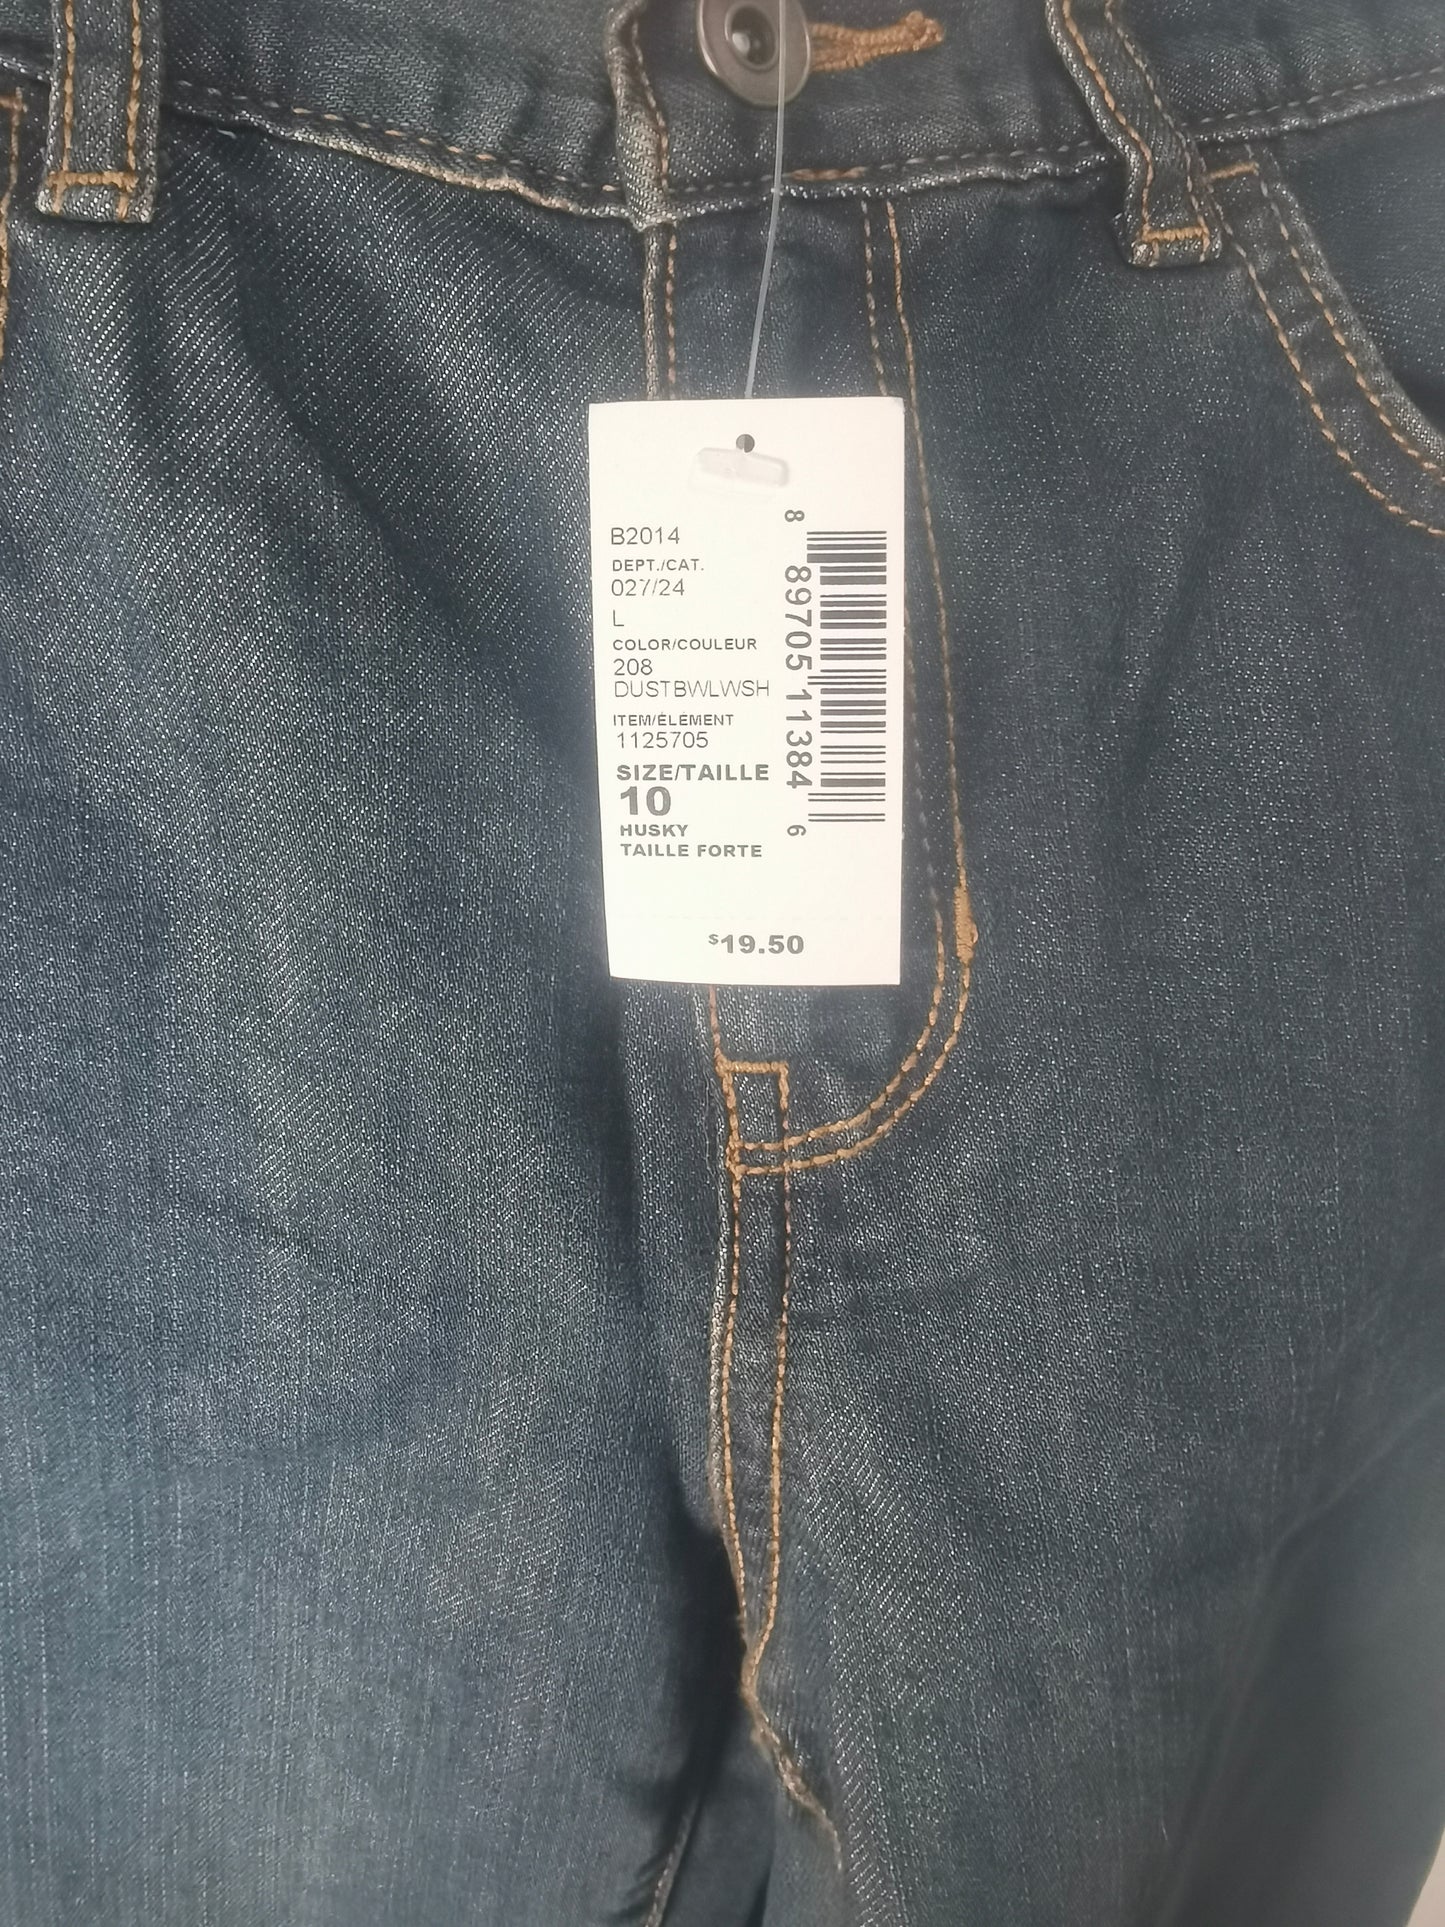 B2014
DEPT./CAT.
027/24
L
COLOR/COULEUR
208
DUSTBWLWSH
ITEM/ÉLÉMENT
1125705
SIZE/TAILLE
10
HUSKY
TAILLE FORTE
$19.50
8 89705 11384 6